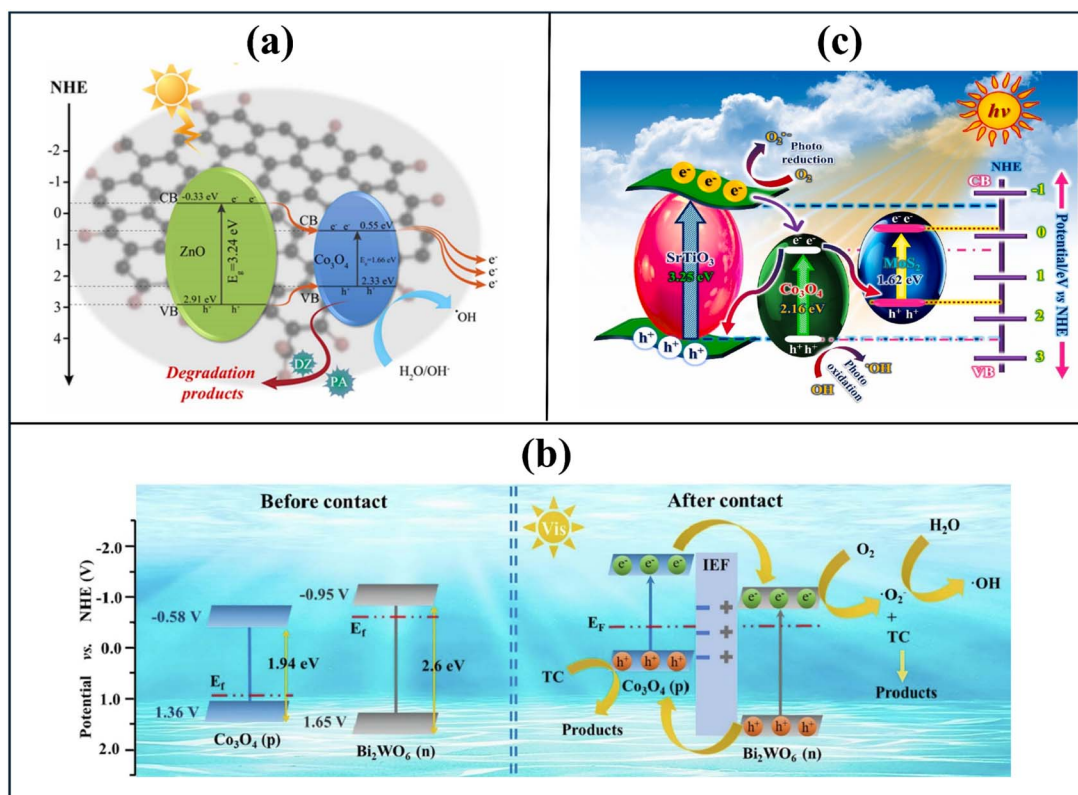 (a)
NHE
-2
-1
0
1
2
3
4
CB
-0.33 eV
e⁻ e⁻
ZnO
E_g=3.24 eV
2.91 eV
VB
h⁺ h⁺
CB
e⁻ e⁻ 0.55 eV
Co₃O₄
E_g=1.66 eV
2.33 eV
VB
h⁺ h⁺
e⁻
e⁻
e⁻
·OH
H₂O/OH⁻
DZ
PA
Degradation
products
(c)
hν
O₂•−
Photo
reduction
O₂
e⁻ e⁻ e⁻
SrTiO₃
3.25 eV
h⁺ h⁺ h⁺
e⁻ e⁻
Co₃O₄
2.16 eV
h⁺ h⁺
e⁻ e⁻
MoS₂
1.62 eV
h⁺ h⁺
•OH
Photo
oxidation
OH
NHE
CB
-1
0
1
2
3
VB
Potential/eV vs NHE
(b)
Before contact
After contact
Potential vs. NHE (V)
-2.0
-1.0
0.0
1.0
2.0
-0.58 V
1.94 eV
E_f
1.36 V
Co₃O₄ (p)
-0.95 V
E_f
2.6 eV
1.65 V
Bi₂WO₆ (n)
Vis
e⁻ e⁻ e⁻
IEF
E_F
h⁺ h⁺ h⁺
TC
Co₃O₄ (p)
Products
e⁻ e⁻ e⁻
h⁺ h⁺ h⁺
Bi₂WO₆ (n)
O₂
H₂O
·OH
·O₂⁻
+
TC
Products